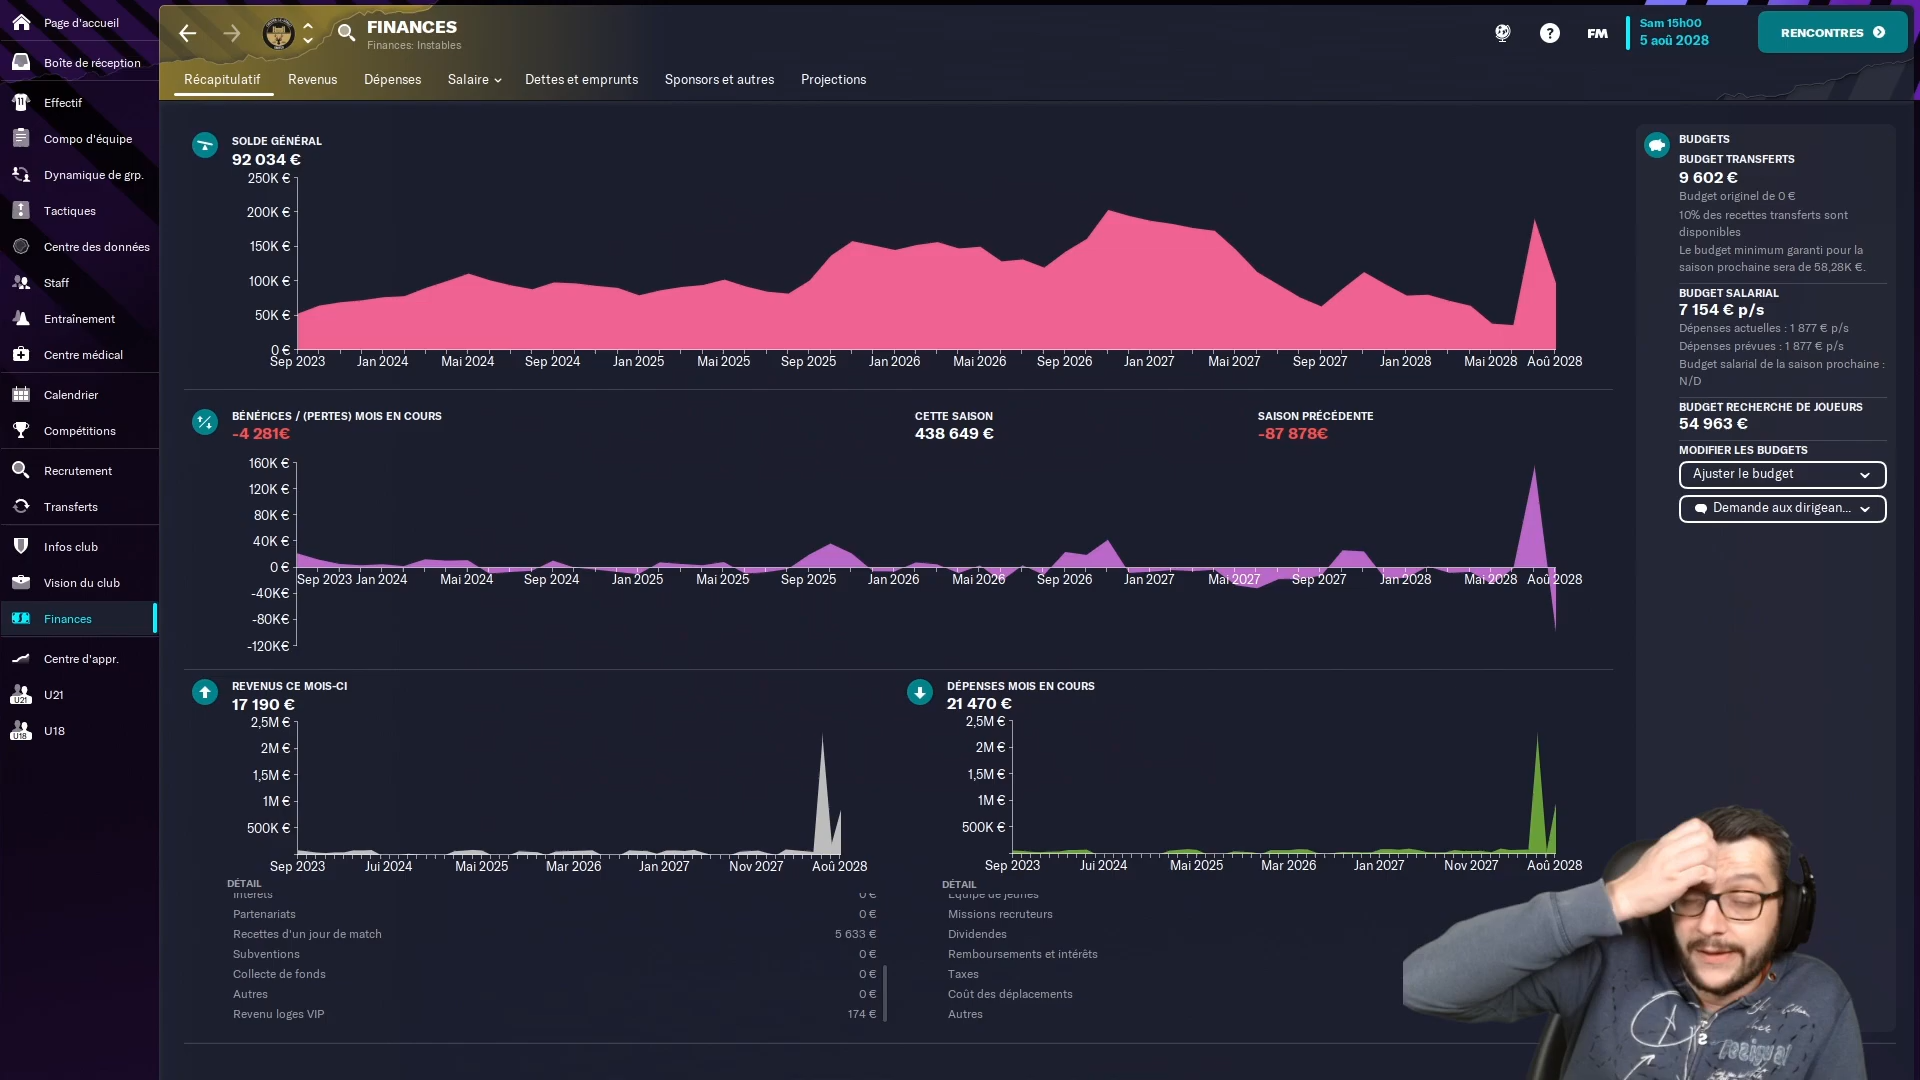 Page d'accueil
Boîte de réception
Effectif
Compo d'équipe
Dynamique de grp.
Tactiques
Centre des données
Staff
Entraînement
Centre médical
Calendrier
Compétitions
Recrutement
Transferts
Infos club
Vision du club
Finances
Centre d'appr.
U21
U21
U18
U18
FINANCES
Finances: Instables
FM
Sam 15h00
5 aoû 2028
RENCONTRES
Récapitulatif
Revenus
Dépenses
Salaire
Dettes et emprunts
Sponsors et autres
Projections
SOLDE GÉNÉRAL
92 034 €
250K €
200K €
150K €
100K €
50K €
0 €
Sep 2023 Jan 2024 Mai 2024 Sep 2024 Jan 2025 Mai 2025 Sep 2025 Jan 2026 Mai 2026 Sep 2026 Jan 2027 Mai 2027 Sep 2027 Jan 2028 Mai 2028 Aoû 2028
BÉNÉFICES / (PERTES) MOIS EN COURS
-4 281€
CETTE SAISON
438 649 €
SAISON PRÉCÉDENTE
-87 878€
160K €
120K €
80K €
40K €
0 €
-40K€
-80K€
-120K€
Sep 2023 Jan 2024 Mai 2024 Sep 2024 Jan 2025 Mai 2025 Sep 2025 Jan 2026 Mai 2026 Sep 2026 Jan 2027 Mai 2027 Sep 2027 Jan 2028 Mai 2028 Aoû 2028
REVENUS CE MOIS-CI
17 190 €
2,5M €
2M €
1,5M €
1M €
500K €
Sep 2023 Jui 2024 Mai 2025 Mar 2026 Jan 2027 Nov 2027 Aoû 2028
DÉTAIL
Intérêts 0 €
Partenariats 0 €
Recettes d'un jour de match 5 633 €
Subventions 0 €
Collecte de fonds 0 €
Autres 0 €
Revenu loges VIP 174 €
DÉPENSES MOIS EN COURS
21 470 €
2,5M €
2M €
1,5M €
1M €
500K €
Sep 2023 Jui 2024 Mai 2025 Mar 2026 Jan 2027 Nov 2027 Aoû 2028
DÉTAIL
Équipe de jeunes
Missions recruteurs
Dividendes
Remboursements et intérêts
Taxes
Coût des déplacements
Autres
BUDGETS
BUDGET TRANSFERTS
9 602 €
Budget originel de 0 €
10% des recettes transferts sont
disponibles
Le budget minimum garanti pour la
saison prochaine sera de 58,28K €.
BUDGET SALARIAL
7 154 € p/s
Dépenses actuelles : 1 877 € p/s
Dépenses prévues : 1 877 € p/s
Budget salarial de la saison prochaine :
N/D
BUDGET RECHERCHE DE JOUEURS
54 963 €
MODIFIER LES BUDGETS
Ajuster le budget
Demande aux dirigean...